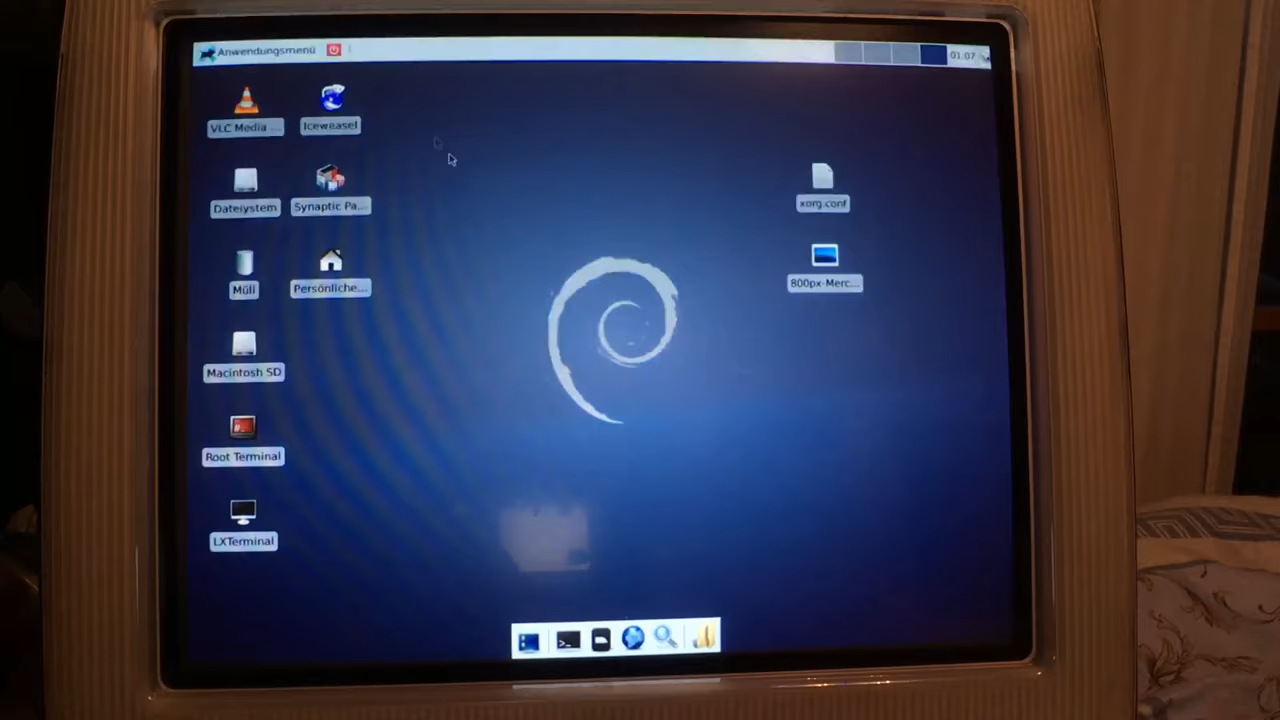 Anwendungsmenü
01:07
VLC Media ...
Iceweasel
Dateisystem
Synaptic Pa...
xorg.conf
Müll
Persönliche...
800px-Merc...
Macintosh SD
Root Terminal
LXTerminal